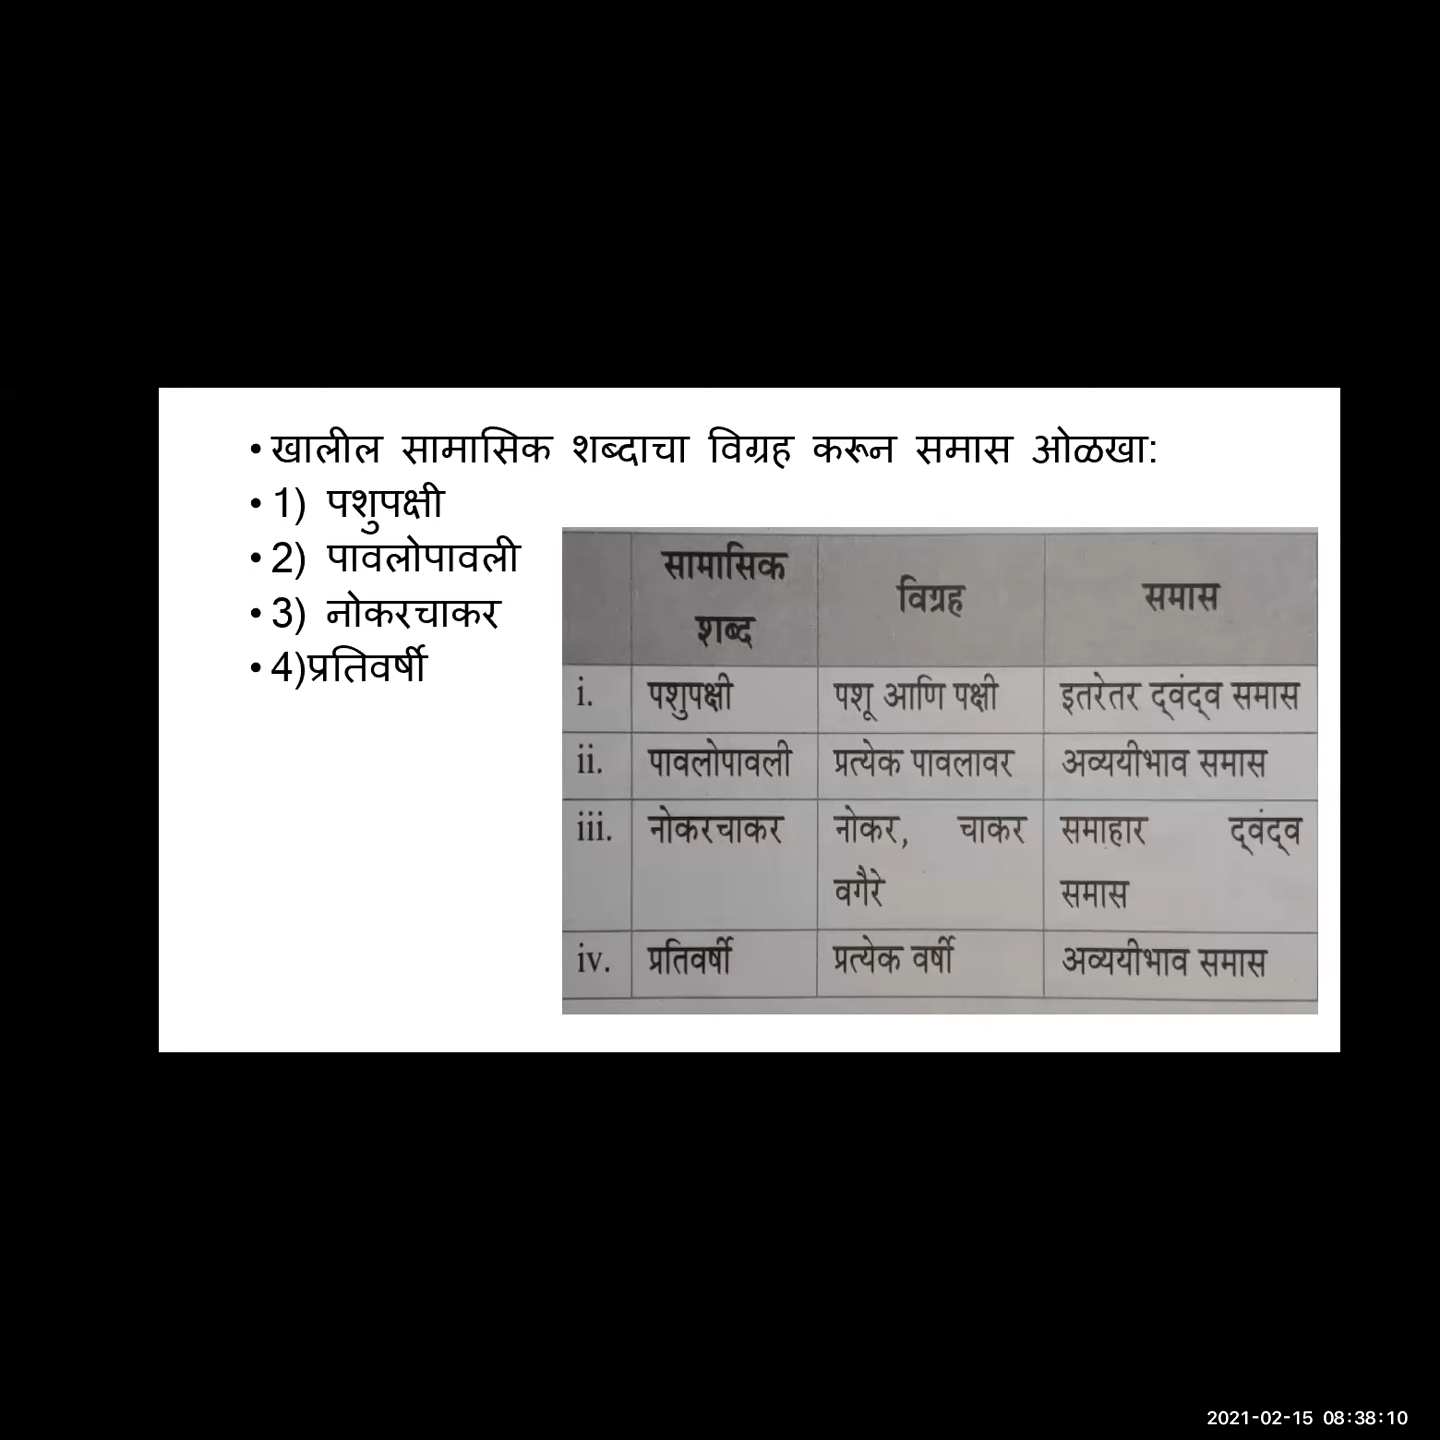 • खालील सामासिक शब्दाचा विग्रह करून समास ओळखा:
• 1) पशुपक्षी
• 2) पावलोपावली
• 3) नोकरचाकर
• 4)प्रतिवर्षी
सामासिक शब्द विग्रह समास
i. पशुपक्षी पशू आणि पक्षी इतरेतर द्वंद्व समास
ii. पावलोपावली प्रत्येक पावलावर अव्ययीभाव समास
iii. नोकरचाकर नोकर, चाकर वगैरे समाहार द्वंद्व समास
iv. प्रतिवर्षी प्रत्येक वर्षी अव्ययीभाव समास
2021-02-15 08:38:10